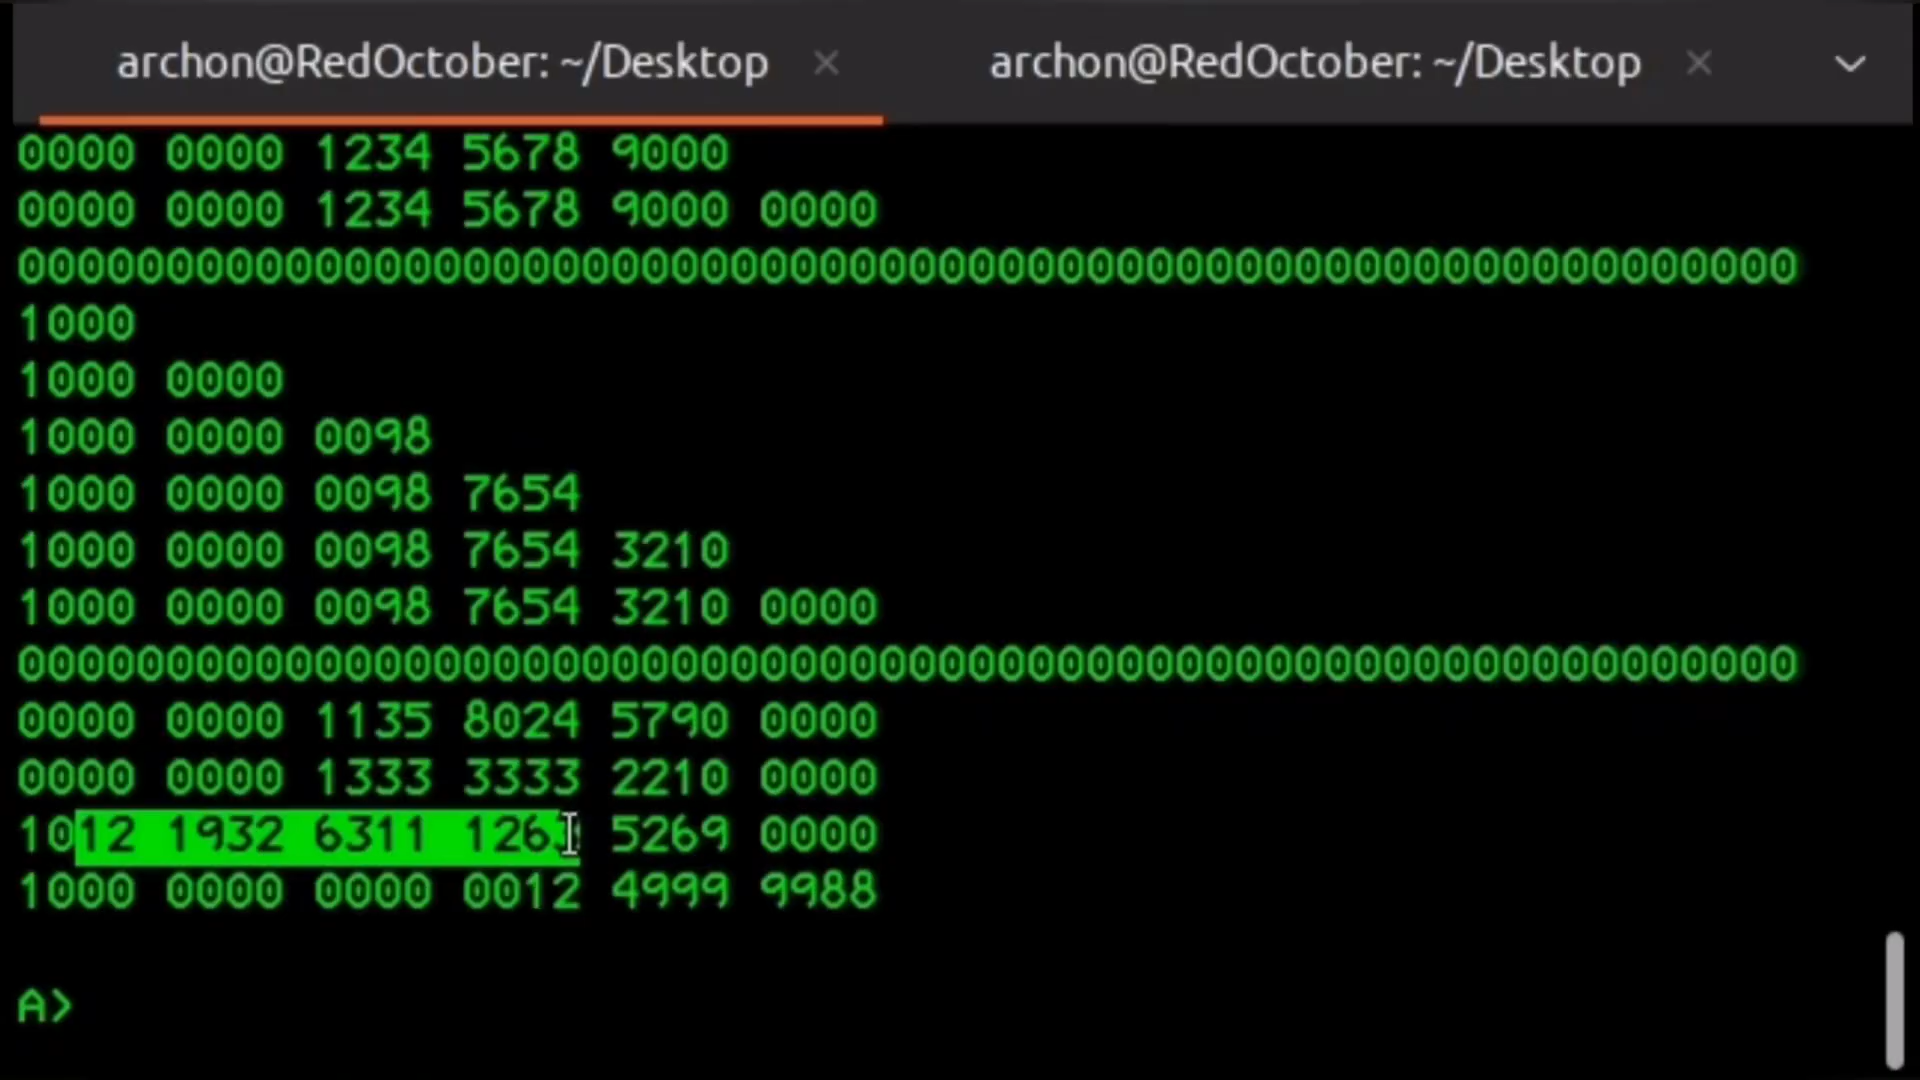 archon@RedOctober: ~/Desktop × archon@RedOctober: ~/Desktop ×
0000 0000 1234 5678 9000
0000 0000 1234 5678 9000 0000
000000000000000000000000000000000000000000000000000000000000
1000
1000 0000
1000 0000 0098
1000 0000 0098 7654
1000 0000 0098 7654 3210
1000 0000 0098 7654 3210 0000
000000000000000000000000000000000000000000000000000000000000
0000 0000 1135 8024 5790 0000
0000 0000 1333 3333 2210 0000
1012 1932 6311 1263 5269 0000
1000 0000 0000 0012 4999 9988
A>